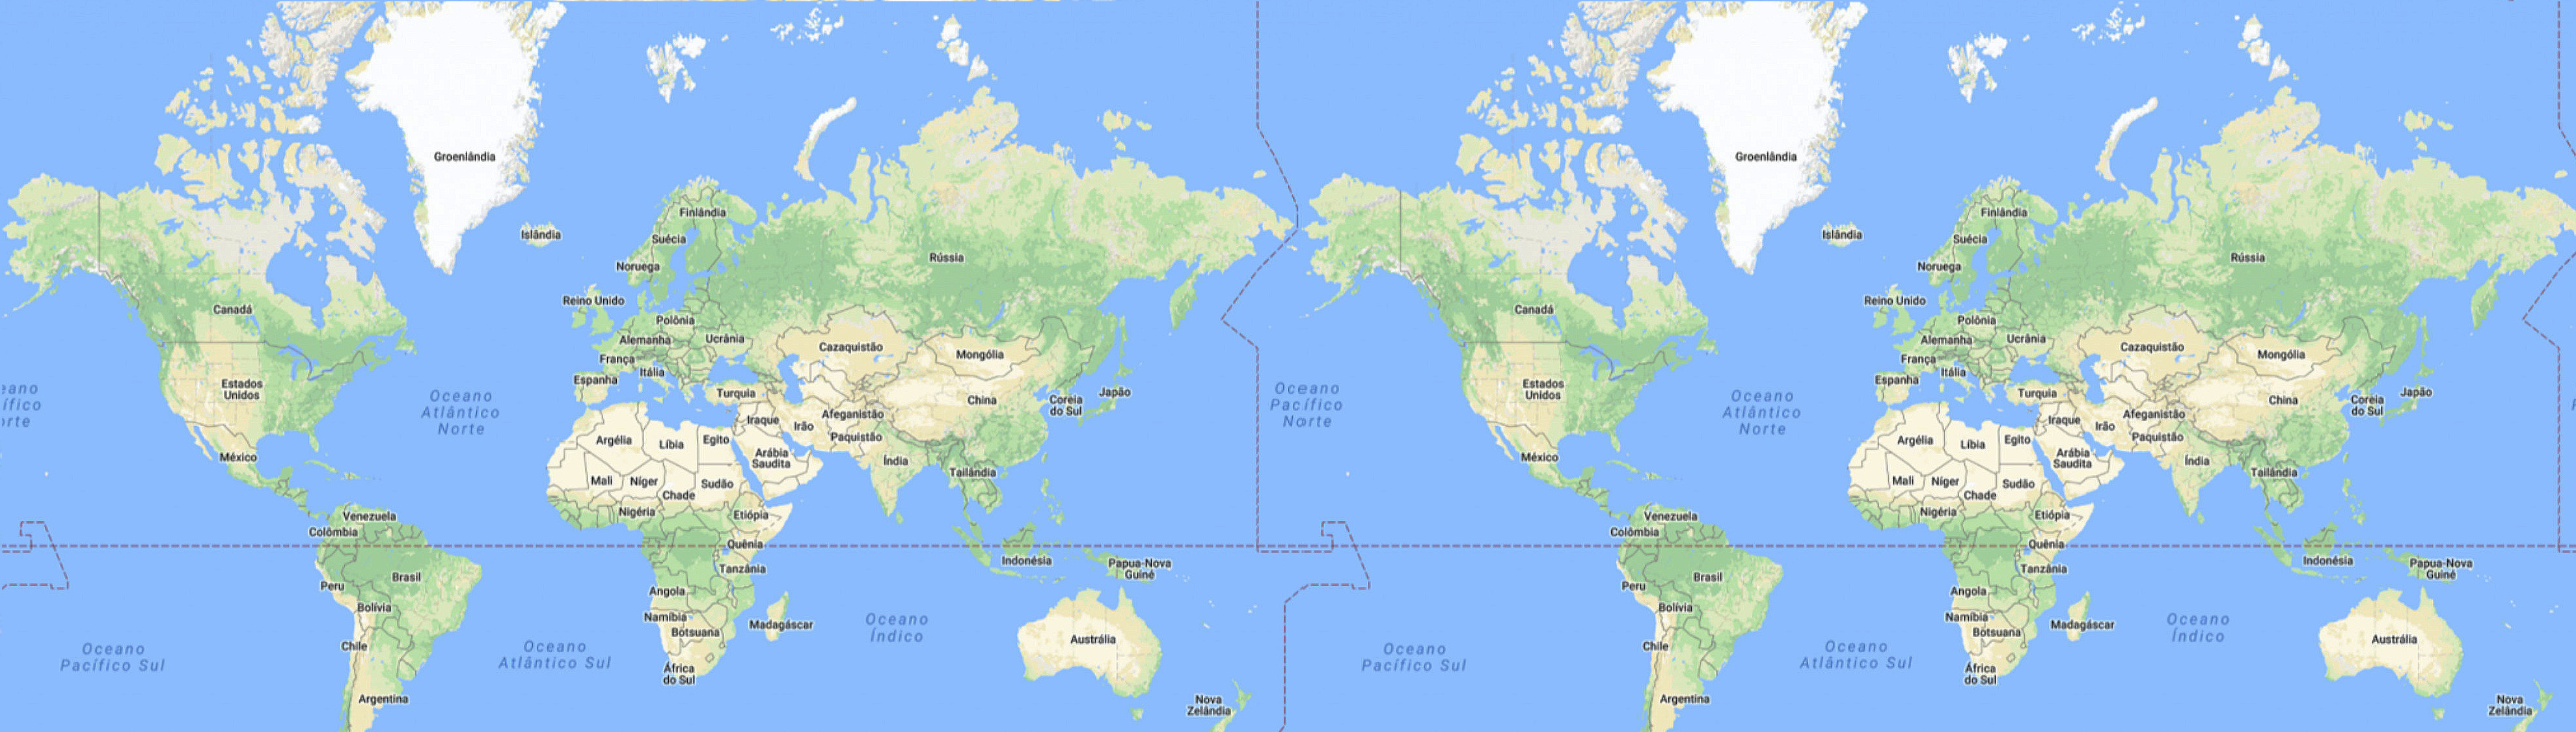 Groenlândia
Groenlândia
Finlândia
Finlândia
Islândia
Suécia
Islândia
Suécia
Rússia
Rússia
Noruega
Noruega
Reino Unido
Reino Unido
Canadá
Canadá
Polônia
Polônia
Alemanha
Ucrânia
Alemanha
Ucrânia
Cazaquistão
Cazaquistão
Mongólia
Mongólia
França
França
Itália
Itália
Espanha
Espanha
Estados
Unidos
Estados
Unidos
Turquia
Turquia
Japão
Japão
China
China
Coreia
do Sul
Coreia
do Sul
Oceano
Atlântico
Norte
Oceano
Pacífico
Norte
Oceano
Atlântico
Norte
Iraque
Irão
Afeganistão
Iraque
Irão
Afeganistão
Paquistão
Paquistão
Argélia
Líbia
Egito
Argélia
Líbia
Egito
México
México
Arábia
Saudita
Arábia
Saudita
Índia
Índia
Tailândia
Tailândia
Mali
Níger
Chade
Sudão
Mali
Níger
Chade
Sudão
Venezuela
Nigéria
Etiópia
Venezuela
Nigéria
Etiópia
Colômbia
Colômbia
Quênia
Quênia
Indonésia
Indonésia
Papua-Nova
Guiné
Papua-Nova
Guiné
Tanzânia
Tanzânia
Brasil
Brasil
Peru
Peru
Angola
Angola
Bolívia
Bolívia
Namíbia
Namíbia
Botsuana
Botsuana
Madagáscar
Madagáscar
Oceano
Índico
Oceano
Índico
Austrália
Austrália
Chile
Chile
Oceano
Pacífico Sul
Oceano
Atlântico Sul
Oceano
Pacífico Sul
Oceano
Atlântico Sul
África
do Sul
África
do Sul
Argentina
Argentina
Nova
Zelândia
Nova
Zelândia